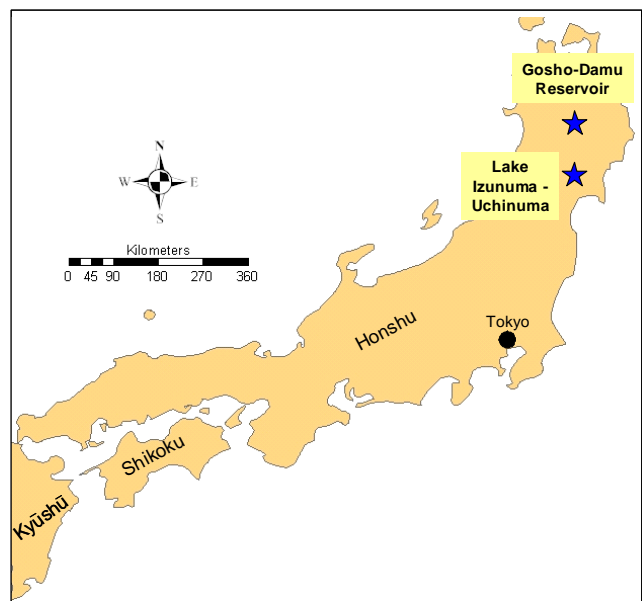 Gosho-Damu
Reservoir
Lake
Izunuma -
Uchinuma
N
W E
S
Kilometers
0 45 90 180 270 360
Tokyo
Honshu
Shikoku
Kyūshū